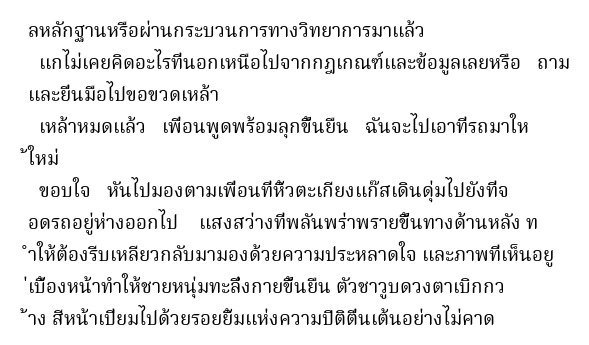 ลหลักฐานหรือผ่านกระบวนการทางวิทยาการมาแล้ว
แกไม่เคยคิดอะไรที่นอกเหนือไปจากกฎเกณฑ์และข้อมูลเลยหรือ ถาม
และยื่นมือไปขอขวดเหล้า
เหล้าหมดแล้ว เพื่อนพูดพร้อมลุกขึ้นยืน ฉันจะไปเอาที่รถมาให
้ใหม่
ขอบใจ หันไปมองตามเพื่อนที่หิ้วตะเกียงแก๊สเดินดุ่มไปยังที่จ
อดรถอยู่ห่างออกไป แสงสว่างที่พลันพร่าพรายขึ้นทางด้านหลัง ท
ำให้ต้องรีบเหลียวกลับมามองด้วยความประหลาดใจ และภาพที่เห็นอยู
่เบื้องหน้าทำให้ชายหนุ่มทะลึ่งกายขึ้นยืน ตัวชาวูบดวงตาเบิกกว
้าง สีหน้าเปี่ยมไปด้วยรอยยิ้มแห่งความปิติตื่นเต้นอย่างไม่คาด